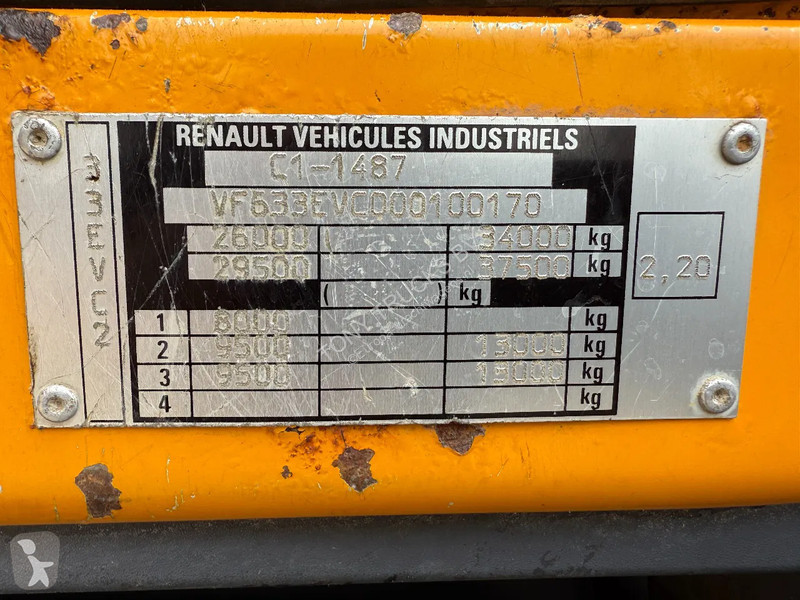 33EVC2
RENAULT VEHICULES INDUSTRIELS
C1-1487
VF633EVC000100170
26000 ( 34000 kg
29500 37500 kg
( ) kg
2,20
1 8000 kg
2 9500 13000 kg
3 9500 13000 kg
4 kg